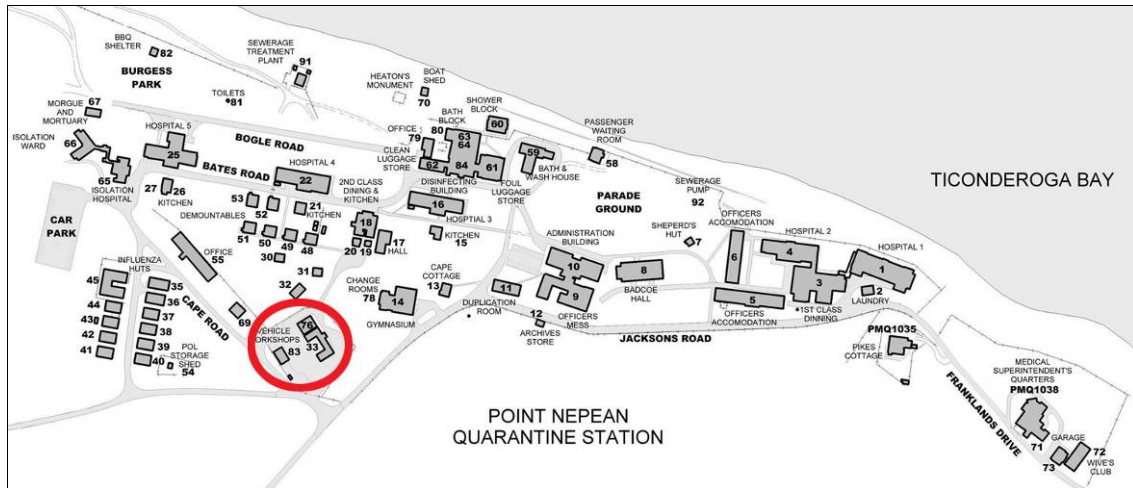 BBQ
SHELTER
82
BURGESS
PARK
SEWERAGE
TREATMENT
PLANT
91
TOILETS
81
HEATON'S
MONUMENT
BOAT
SHED
70
SHOWER
BLOCK
60
BATH
BLOCK
80
63
64
OFFICE
79
CLEAN
LUGGAGE
STORE
62
84
61
DISINFECTING
BUILDING
FOUL
LUGGAGE
STORE
59
BATH &
WASH HOUSE
PASSENGER
WAITING
ROOM
58
TICONDEROGA BAY
MORGUE
AND
MORTUARY
67
ISOLATION
WARD
66
65
ISOLATION
HOSPITAL
HOSPITAL 5
25
BOGLE ROAD
BATES ROAD
HOSPITAL 4
22
27
26
KITCHEN
53
52
21
KITCHEN
DEMOUNTABLES
51
50
49
48
30
31
2ND CLASS
DINING &
KITCHEN
18
20
19
17
HALL
16
HOSPTIAL 3
KITCHEN
15
PARADE
GROUND
SEWERAGE
PUMP
92
SHEPERD'S
HUT
7
OFFICERS
ACCOMODATION
6
HOSPITAL 2
4
HOSPITAL 1
1
3
2
LAUNDRY
1ST CLASS
DINNING
5
OFFICERS
ACCOMODATION
ADMINISTRATION
BUILDING
10
9
OFFICERS
MESS
8
BADCOE
HALL
11
DUPLICATION
ROOM
12
ARCHIVES
STORE
CAPE
COTTAGE
13
CHANGE
ROOMS
78
14
GYMNASIUM
JACKSONS ROAD
CAR
PARK
OFFICE
55
INFLUENZA
HUTS
45
44
43
42
41
35
36
37
38
39
40
CAPE ROAD
POL
STORAGE
SHED
54
69
32
VEHICLE
WORKSHOPS
76
33
83
POINT NEPEAN
QUARANTINE STATION
PMQ1035
PIKES
COTTAGE
FRANKLANDS DRIVE
MEDICAL
SUPERINTENDENT'S
QUARTERS
PMQ1038
71
GARAGE
73
72
WIVE'S
CLUB